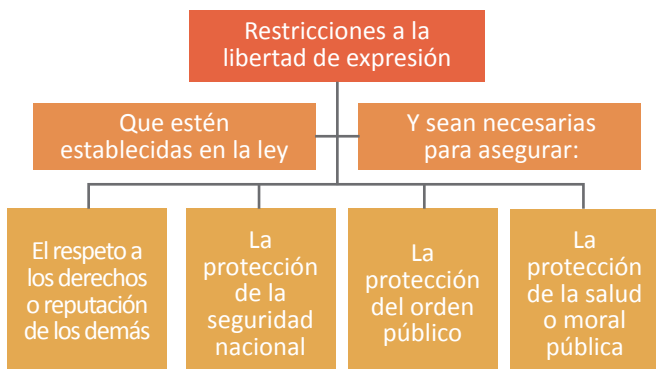 Restricciones a la
libertad de expresión
Que estén
establecidas en la ley
Y sean necesarias
para asegurar:
El respeto a
los derechos
o reputación
de los demás
La
protección
de la
seguridad
nacional
La
protección
del orden
público
La
protección
de la salud
o moral
pública